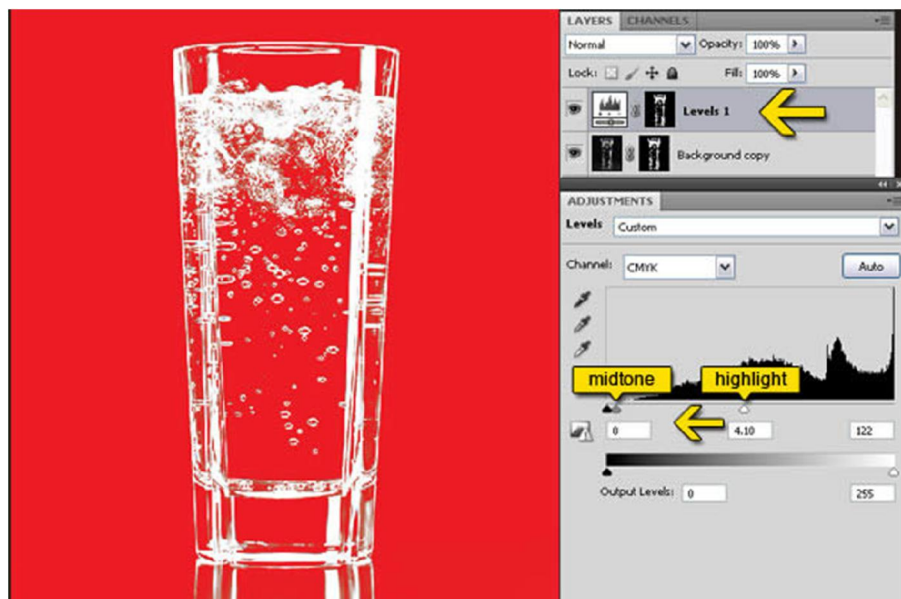 LAYERS CHANNELS
Normal Opacity: 100%
Lock: Fill: 100%
Levels 1
Background copy
ADJUSTMENTS
Levels Custom
Channel: CMYK Auto
midtone highlight
0 4.10 122
Output Levels: 0 255